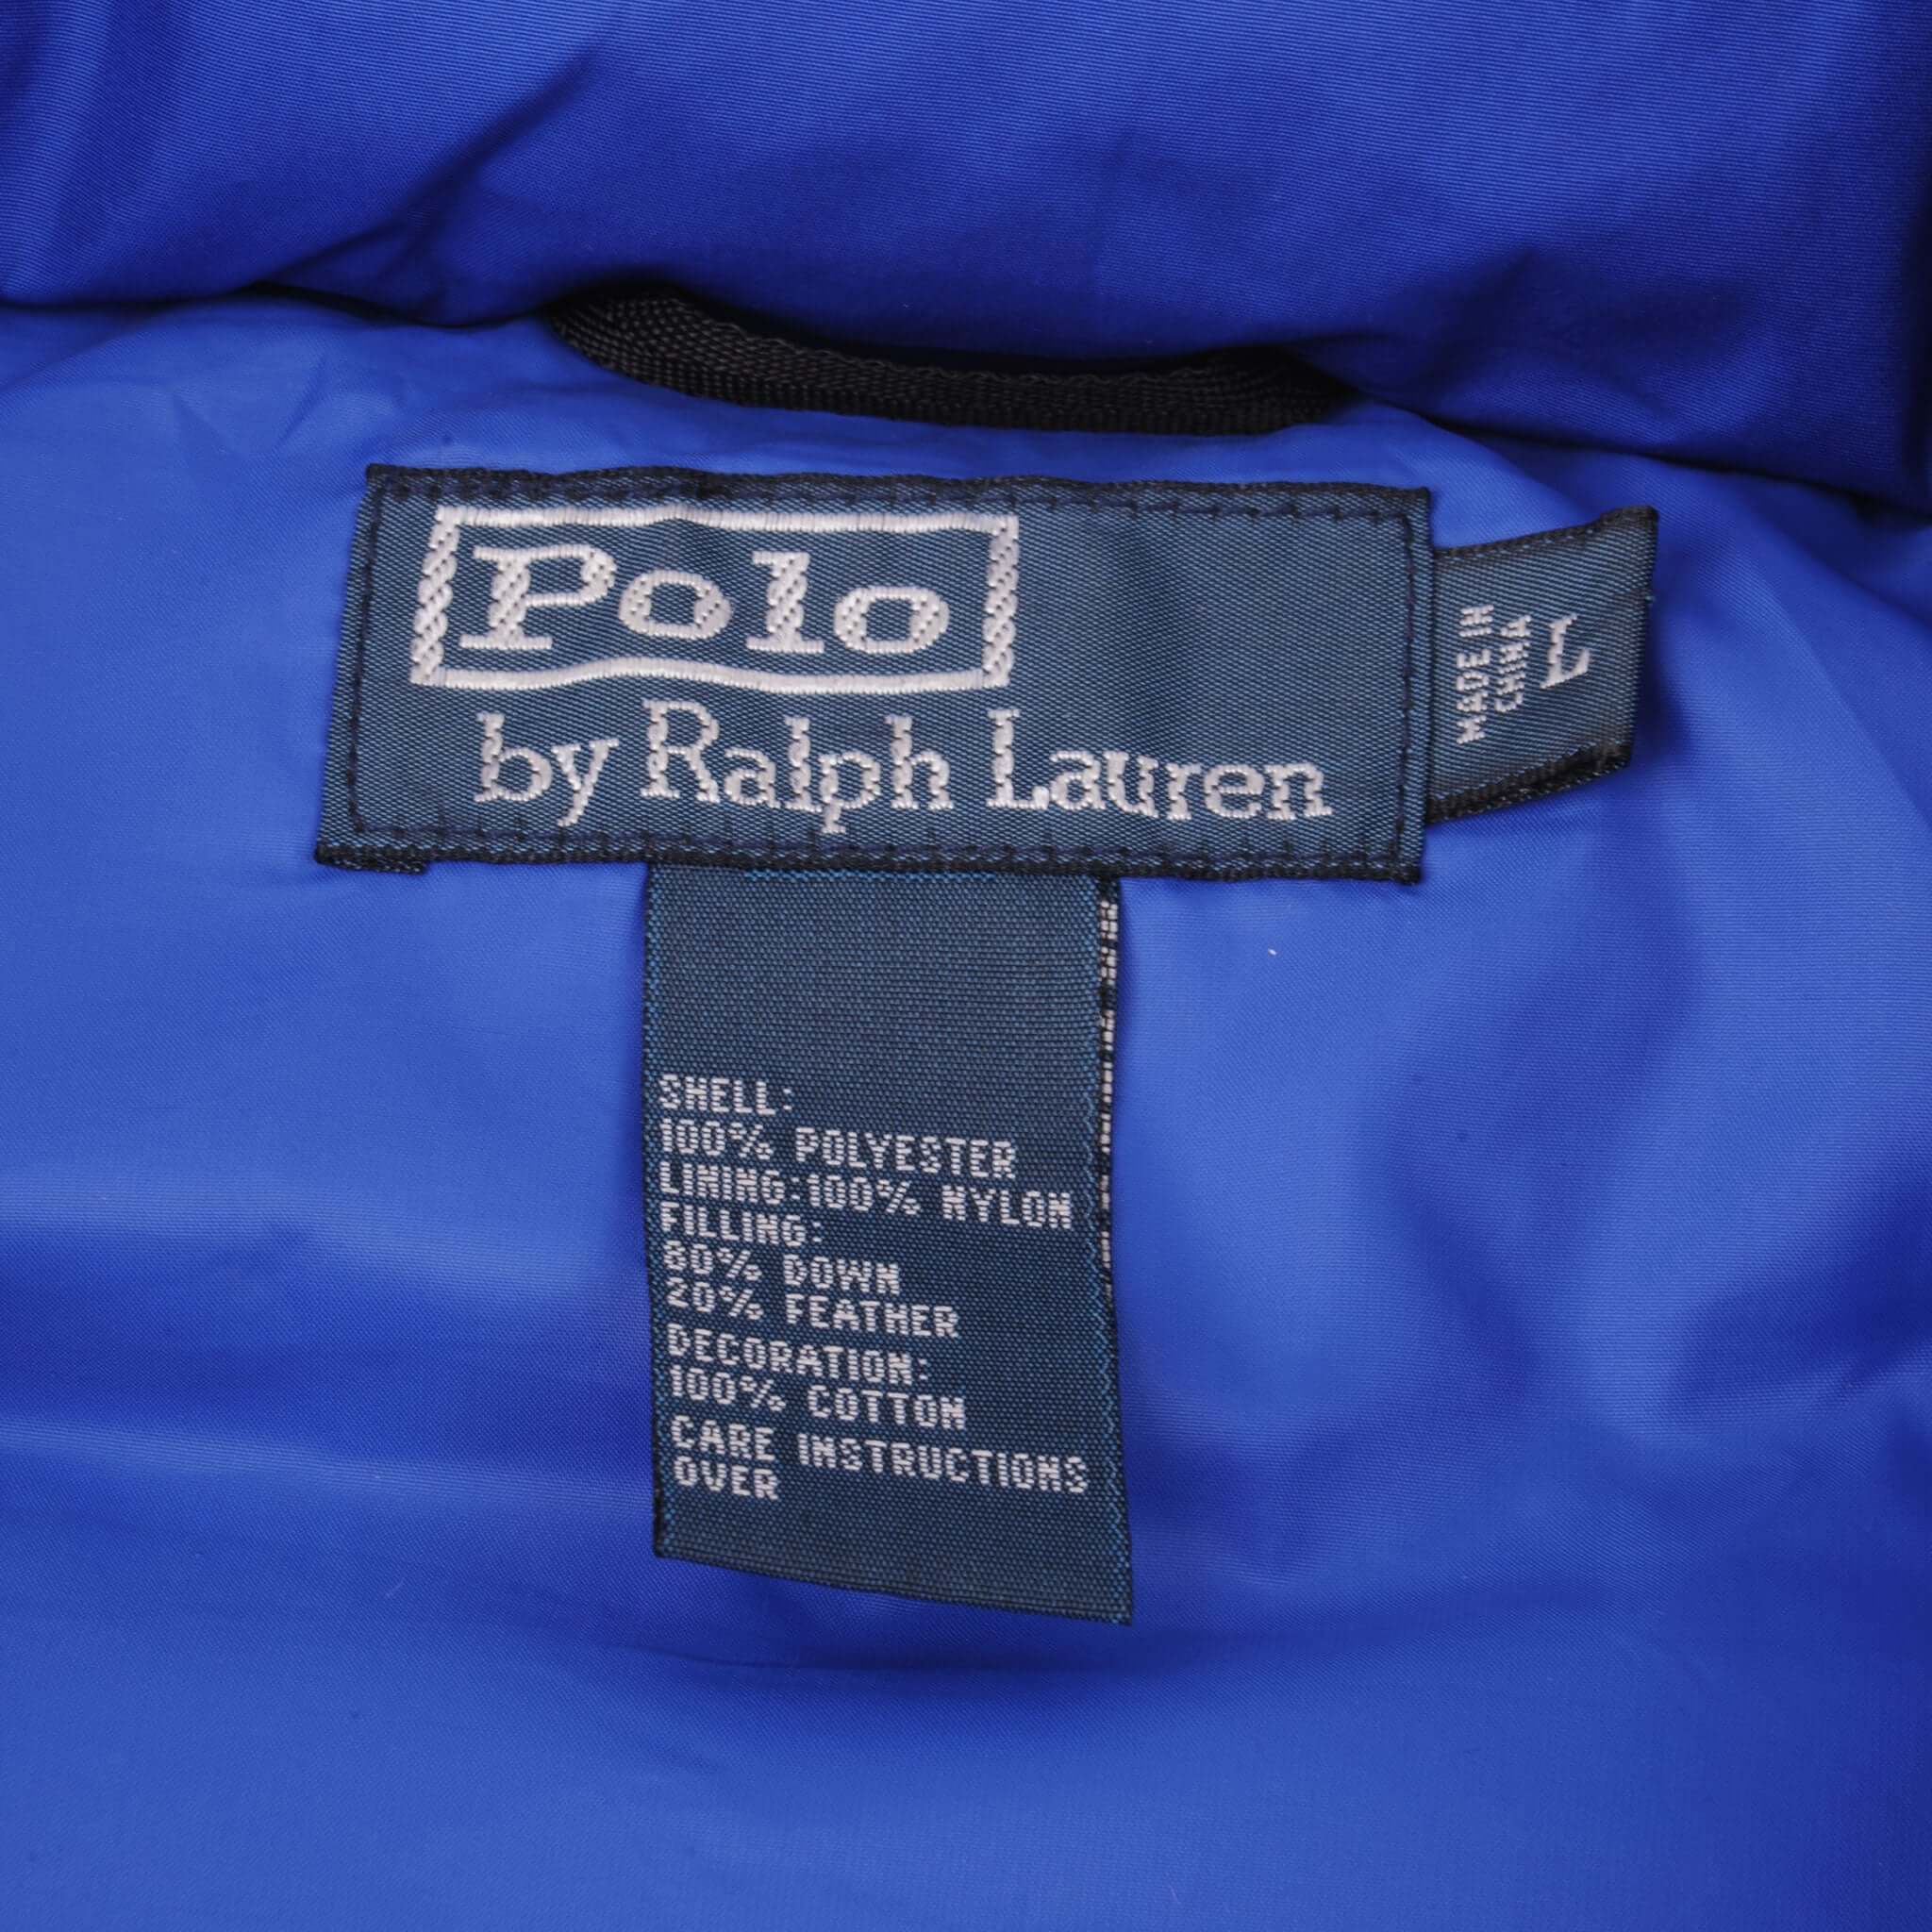 Polo
by Ralph Lauren
MADE IN
CHINA
L
SHELL:
100% POLYESTER
LINING:100% NYLON
FILLING:
80% DOWN
20% FEATHER
DECORATION:
100% COTTON
CARE INSTRUCTIONS
OVER